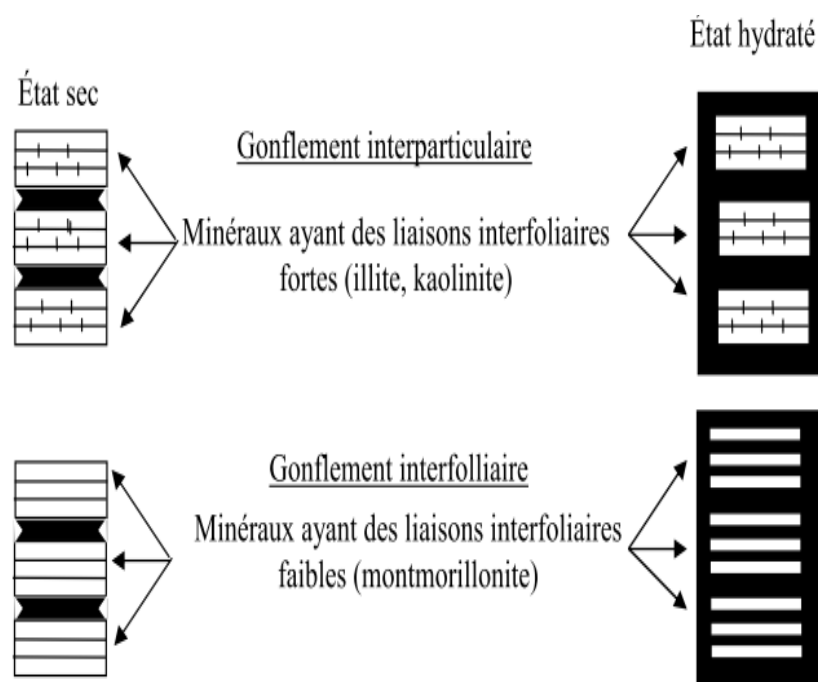 État hydraté
État sec
Gonflement interparticulaire
Minéraux ayant des liaisons interfoliaires
fortes (illite, kaolinite)
Gonflement interfolliaire
Minéraux ayant des liaisons interfoliaires
faibles (montmorillonite)